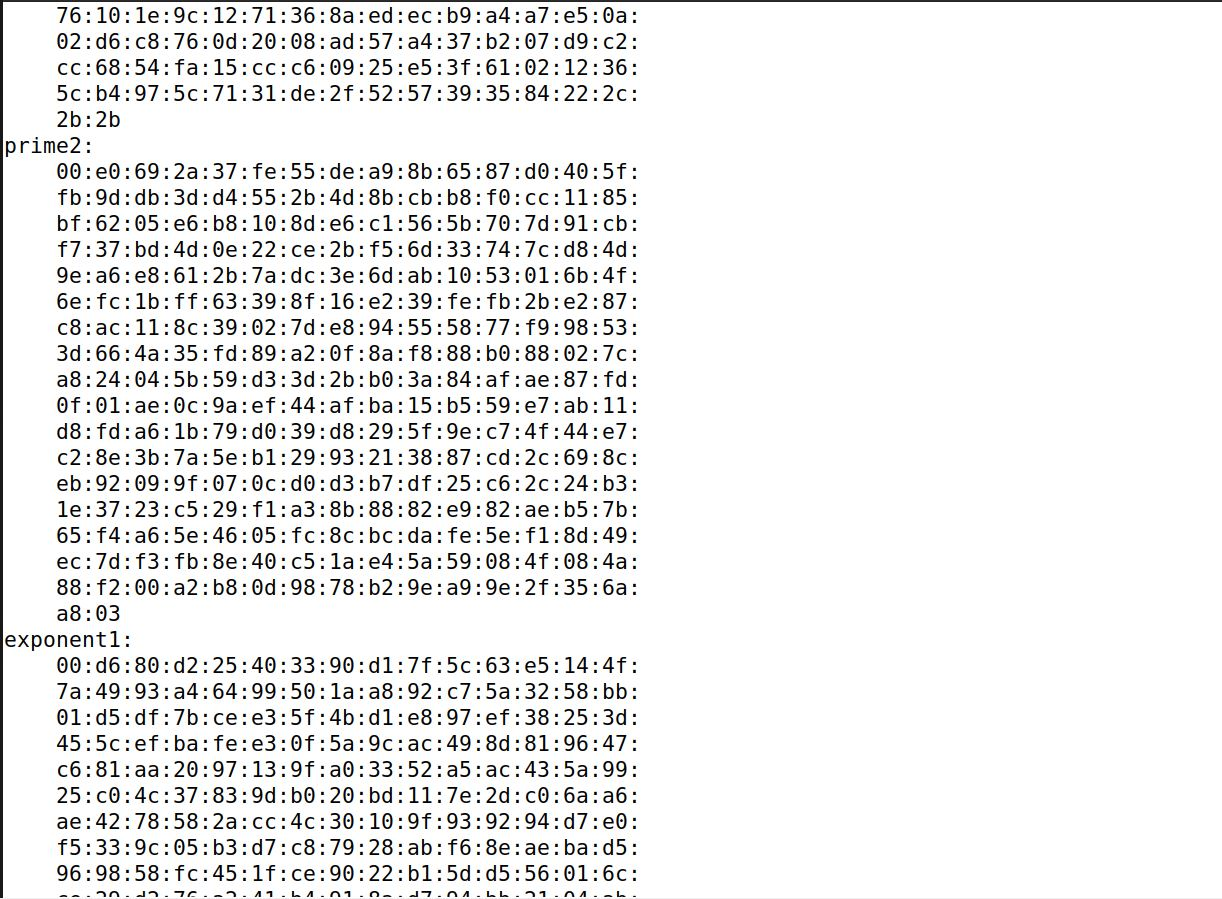 76:10:1e:9c:12:71:36:8a:ed:ec:b9:a4:a7:e5:0a:
02:d6:c8:76:0d:20:08:ad:57:a4:37:b2:07:d9:c2:
cc:68:54:fa:15:cc:c6:09:25:e5:3f:61:02:12:36:
5c:b4:97:5c:71:31:de:2f:52:57:39:35:84:22:2c:
2b:2b
prime2:
00:e0:69:2a:37:fe:55:de:a9:8b:65:87:d0:40:5f:
fb:9d:db:3d:d4:55:2b:4d:8b:cb:b8:f0:cc:11:85:
bf:62:05:e6:b8:10:8d:e6:c1:56:5b:70:7d:91:cb:
f7:37:bd:4d:0e:22:ce:2b:f5:6d:33:74:7c:d8:4d:
9e:a6:e8:61:2b:7a:dc:3e:6d:ab:10:53:01:6b:4f:
6e:fc:1b:ff:63:39:8f:16:e2:39:fe:fb:2b:e2:87:
c8:ac:11:8c:39:02:7d:e8:94:55:58:77:f9:98:53:
3d:66:4a:35:fd:89:a2:0f:8a:f8:88:b0:88:02:7c:
a8:24:04:5b:59:d3:3d:2b:b0:3a:84:af:ae:87:fd:
0f:01:ae:0c:9a:ef:44:af:ba:15:b5:59:e7:ab:11:
d8:fd:a6:1b:79:d0:39:d8:29:5f:9e:c7:4f:44:e7:
c2:8e:3b:7a:5e:b1:29:93:21:38:87:cd:2c:69:8c:
eb:92:09:9f:07:0c:d0:d3:b7:df:25:c6:2c:24:b3:
1e:37:23:c5:29:f1:a3:8b:88:82:e9:82:ae:b5:7b:
65:f4:a6:5e:46:05:fc:8c:bc:da:fe:5e:f1:8d:49:
ec:7d:f3:fb:8e:40:c5:1a:e4:5a:59:08:4f:08:4a:
88:f2:00:a2:b8:0d:98:78:b2:9e:a9:9e:2f:35:6a:
a8:03
exponent1:
00:d6:80:d2:25:40:33:90:d1:7f:5c:63:e5:14:4f:
7a:49:93:a4:64:99:50:1a:a8:92:c7:5a:32:58:bb:
01:d5:df:7b:ce:e3:5f:4b:d1:e8:97:ef:38:25:3d:
45:5c:ef:ba:fe:e3:0f:5a:9c:ac:49:8d:81:96:47:
c6:81:aa:20:97:13:9f:a0:33:52:a5:ac:43:5a:99:
25:c0:4c:37:83:9d:b0:20:bd:11:7e:2d:c0:6a:a6:
ae:42:78:58:2a:cc:4c:30:10:9f:93:92:94:d7:e0:
f5:33:9c:05:b3:d7:c8:79:28:ab:f6:8e:ae:ba:d5:
96:98:58:fc:45:1f:ce:90:22:b1:5d:d5:56:01:6c: